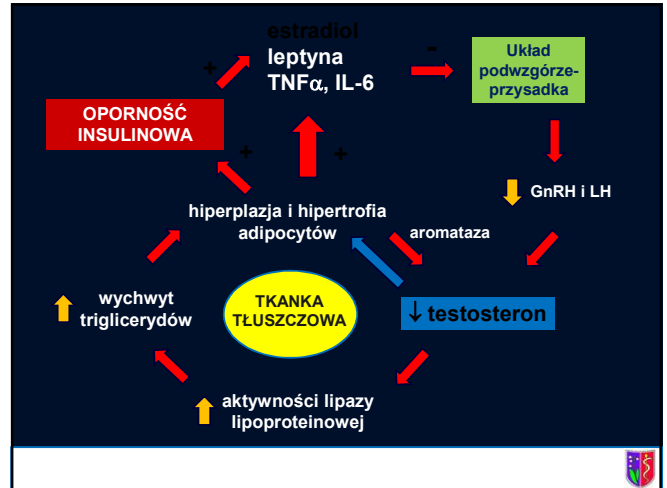 estradiol
leptyna
TNFα, IL-6
-
Układ
podwzgórze-
przysadka
+
OPORNOŚĆ
INSULINOWA
+
+
GnRH i LH
hiperplazja i hipertrofia
adipocytów
aromataza
wychwyt
triglicerydów
TKANKA
TŁUSZCZOWA
↓ testosteron
aktywności lipazy
lipoproteinowej